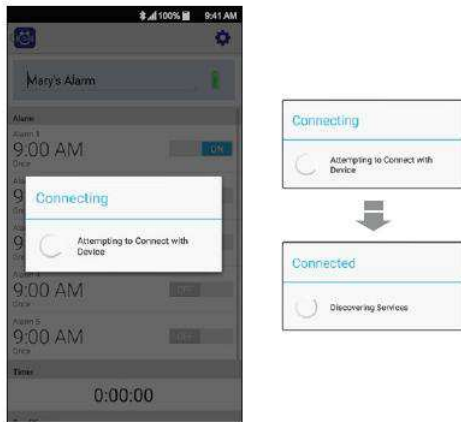 100% 9:41 AM
Mary's Alarm
Alarm
Alarm 1
9:00 AM
ON
Once
Connecting
Attempting to Connect with
Device
9:00 AM
OFF
Once
Alarm 5
9:00 AM
OFF
Once
Timer
0:00:00
Connecting
Attempting to Connect with
Device
Connected
Discovering Services